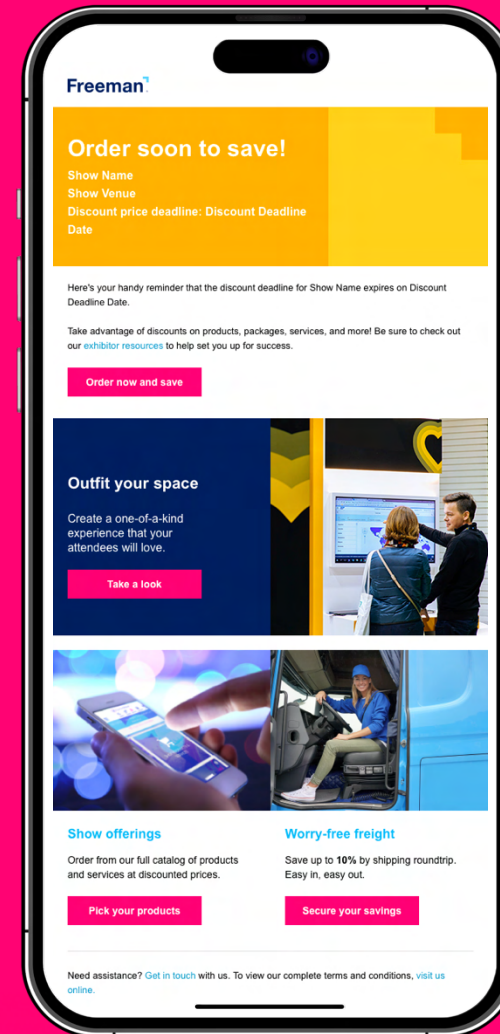 Freeman
Order soon to save!
Show Name
Show Venue
Discount price deadline: Discount Deadline
Date
Here's your handy reminder that the discount deadline for Show Name expires on Discount
Deadline Date.
Take advantage of discounts on products, packages, services, and more! Be sure to check out
our exhibitor resources to help set you up for success.
Order now and save
Outfit your space
Create a one-of-a-kind
experience that your
attendees will love.
Take a look
Show offerings
Order from our full catalog of products
and services at discounted prices.
Pick your products
Worry-free freight
Save up to 10% by shipping roundtrip.
Easy in, easy out.
Secure your savings
Need assistance? Get in touch with us. To view our complete terms and conditions, visit us
online.